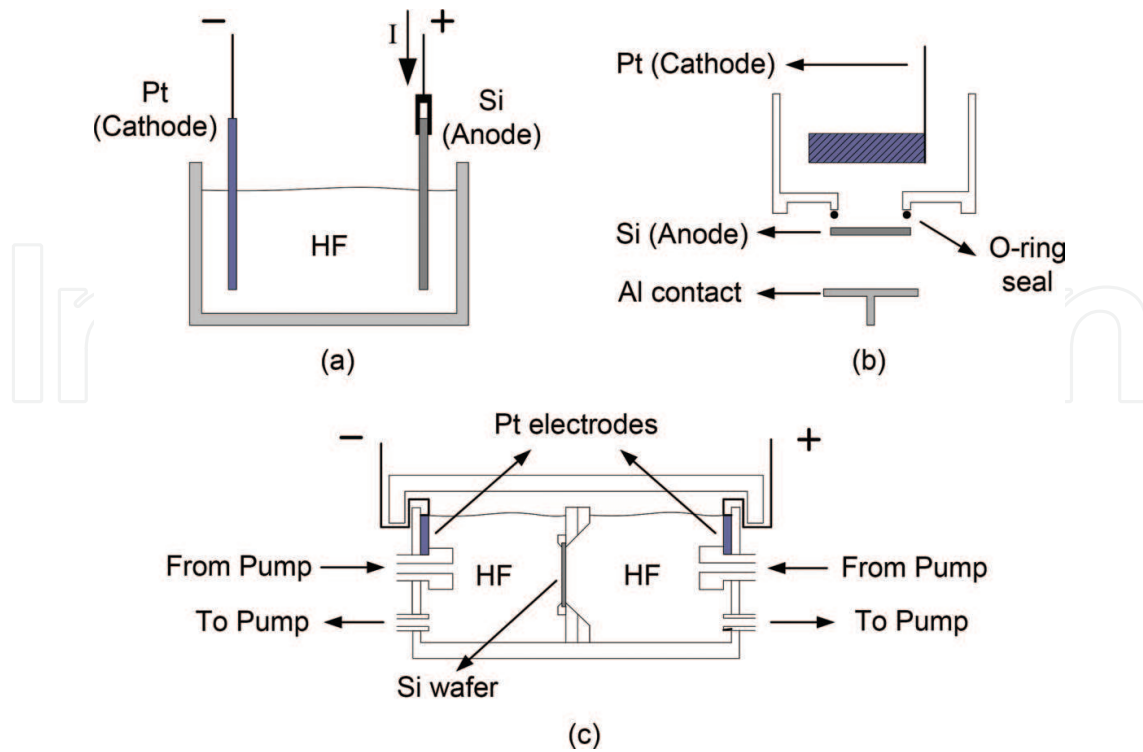 −
I
+
Pt
(Cathode)
Si
(Anode)
HF
(a)
Pt (Cathode)
Si (Anode)
O-ring
seal
Al contact
(b)
Pt electrodes
−
+
From Pump
HF
HF
From Pump
To Pump
To Pump
Si wafer
(c)